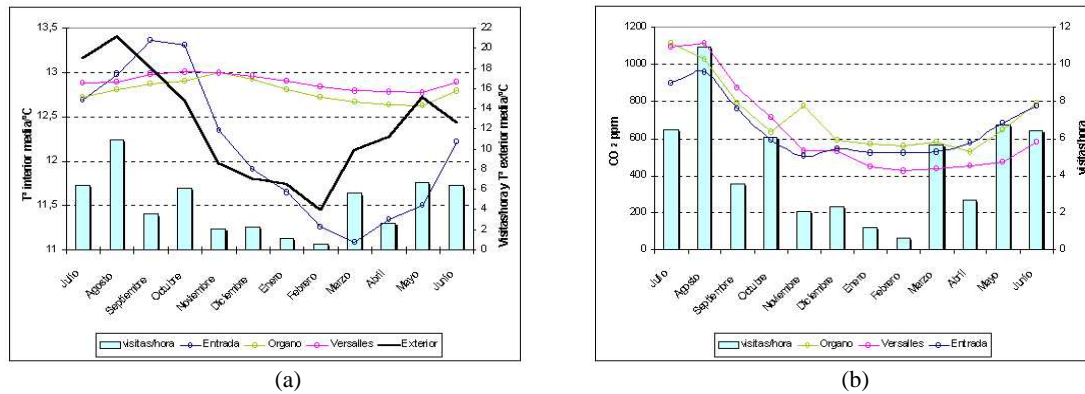 13,5
13
12,5
12
11,5
11
Tª interior media/ºC
22
20
18
16
14
12
10
8
6
4
2
0
Visitas/hora y Tª exterior media/ºC
Julio
Agosto
Septiembre
Octubre
Noviembre
Diciembre
Enero
Febrero
Marzo
Abril
Mayo
Junio
visitas/hora
Entrada
Organo
Versalles
Exterior
(a)
1200
1000
800
600
400
200
0
CO 2 ppm
12
10
8
6
4
2
0
visitas/hora
Julio
Agosto
Septiembre
Octubre
Noviembre
Diciembre
Enero
Febrero
Marzo
Abril
Mayo
Junio
visitas/hora
Organo
Versalles
Entrada
(b)